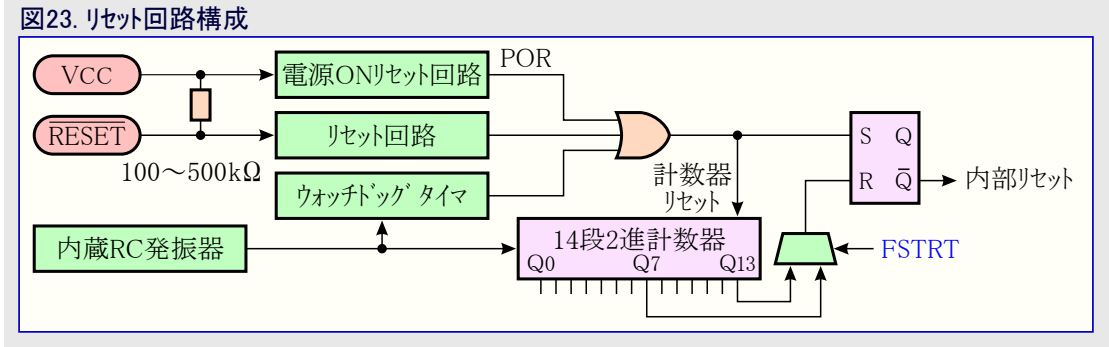 図23. リセット回路構成
VCC
電源ONリセット回路
POR
RESET
リセット回路
100～500kΩ
ウォッチドッグ タイマ
内蔵RC発振器
計数器
リセット
14段2進計数器
Q0 Q7 Q13
S Q
R Q̄
内部リセット
FSTRT